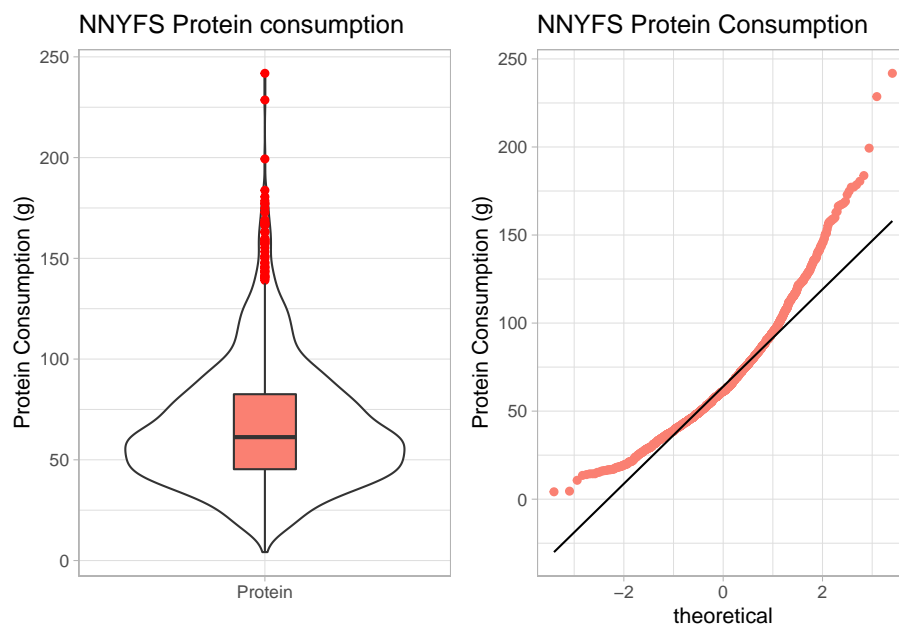 NNYFS Protein consumption
Protein Consumption (g)
250
200
150
100
50
0
Protein
NNYFS Protein Consumption
Protein Consumption (g)
250
200
150
100
50
0
−2
0
2
theoretical